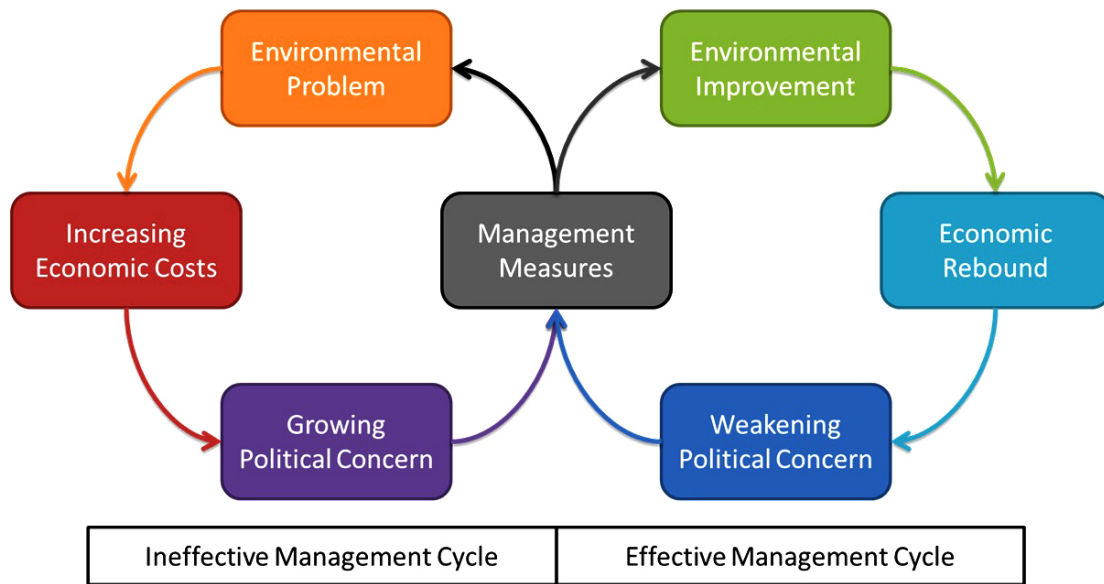 Environmental
Problem
Environmental
Improvement
Increasing
Economic Costs
Management
Measures
Economic
Rebound
Growing
Political Concern
Weakening
Political Concern
Ineffective Management Cycle
Effective Management Cycle